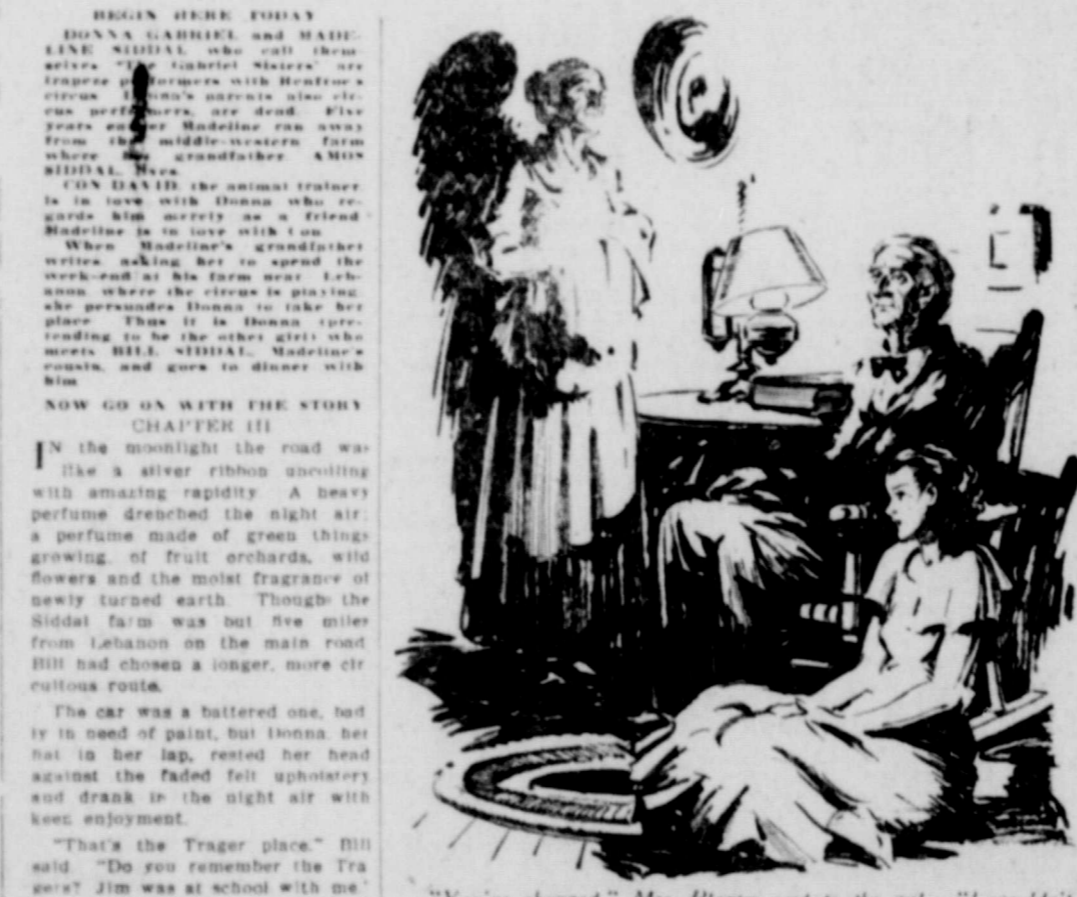 BEGIN HERE TODAY
DONNA GABRIEL and MADE-
LINE SIDDAL who call them-
selves "The Gabriel Sisters" are
trapeze performers with Renfroe's
circus. Donna's parents also cir-
cus performers, are dead. Five
years earlier Madeline ran away
from the middle-western farm
where her grandfather, AMOS
SIDDAL, lives.
CON DAVID, the animal trainer,
is in love with Donna who re-
gards him merely as a friend.
Madeline is in love with Con.
When Madeline's grandfather
writes asking her to spend the
week-end at his farm near Leb-
anon, where the circus is playing,
she persuades Donna to take her
place. Thus it is Donna (pre-
tending to be the other girl) who
meets BILL SIDDAL, Madeline's
cousin, and goes to dinner with
him.
NOW GO ON WITH THE STORY
CHAPTER III
IN the moonlight the road was
like a silver ribbon uncoiling
with amazing rapidity. A heavy
perfume drenched the night air;
a perfume made of green things
growing, of fruit orchards, wild
flowers and the moist fragrance of
newly turned earth. Though the
Siddal farm was but five miles
from Lebanon on the main road
Bill had chosen a longer, more cir
cuitous route.
The car was a battered one, bad
ly in need of paint, but Donna, her
hat in her lap, rested her head
against the faded felt upholstery
and drank in the night air with
keen enjoyment.
"That's the Trager place," Bill
said. "Do you remember the Tra
gers? Jim was at school with me."